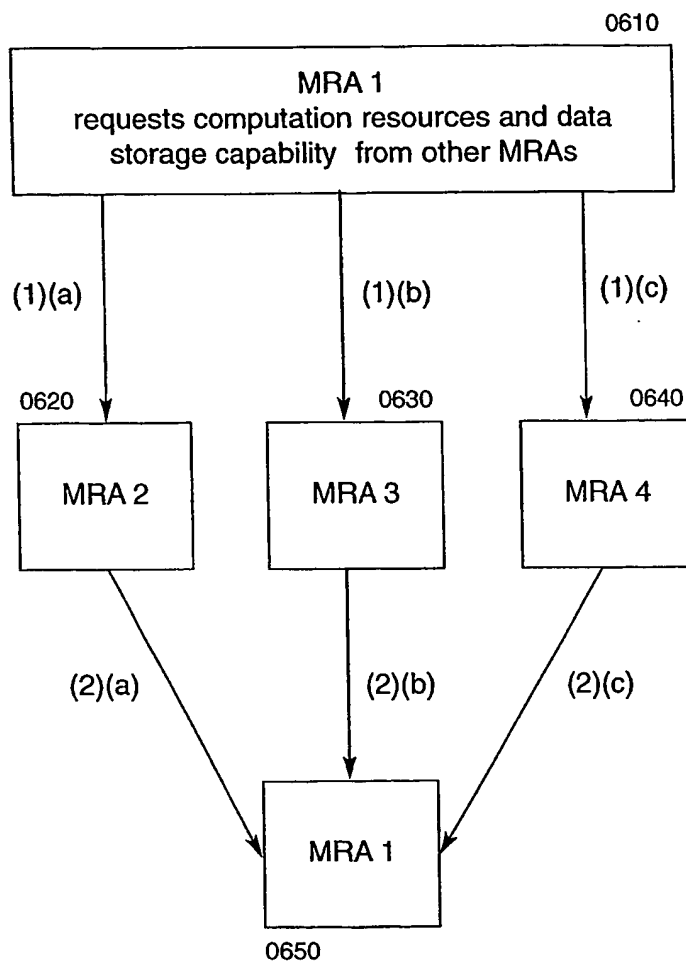 0610
MRA 1
requests computation resources and data
storage capability from other MRAs
(1)(a)
(1)(b)
(1)(c)
0620
0630
0640
MRA 2
MRA 3
MRA 4
(2)(a)
(2)(b)
(2)(c)
MRA 1
0650